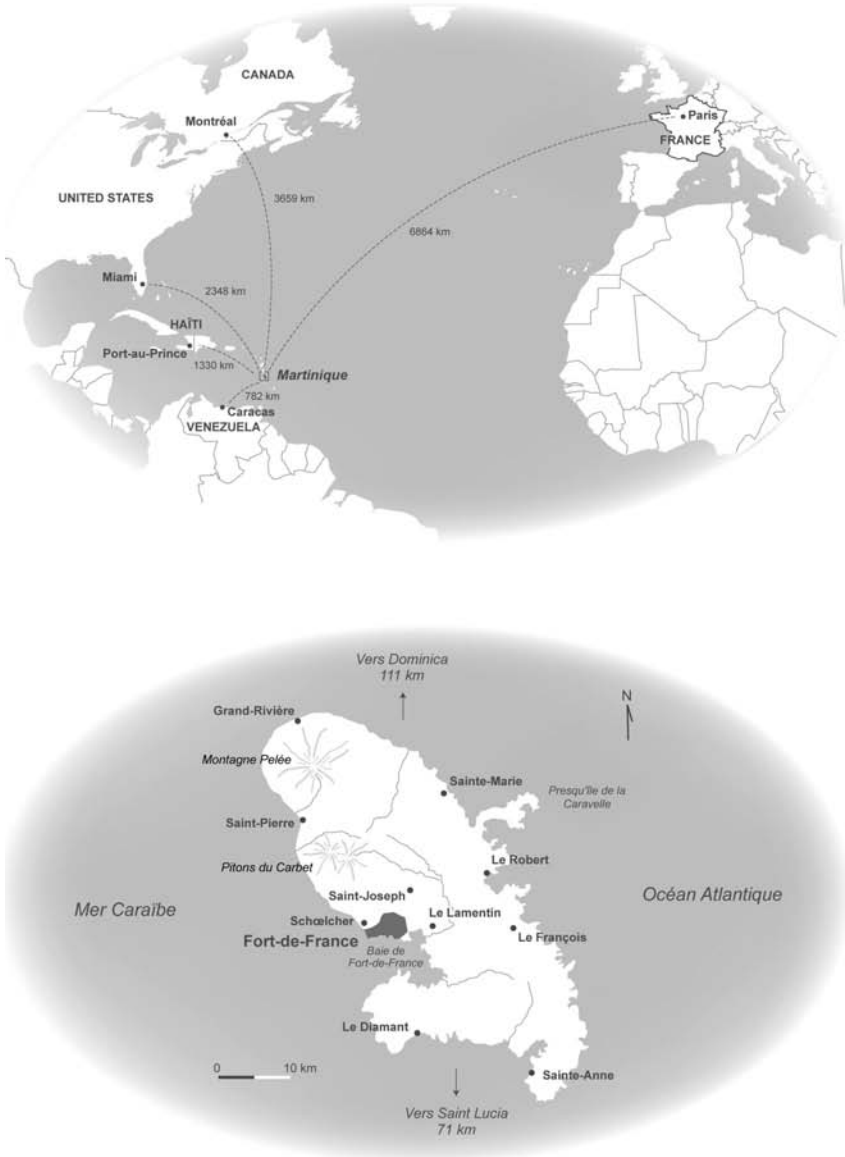 CANADA
Montréal
Paris
FRANCE
UNITED STATES
3659 km
6864 km
Miami
2348 km
HAÏTI
Port-au-Prince
1330 km
Martinique
782 km
Caracas
VENEZUELA
Vers Dominica
111 km
N
Grand-Rivière
Montagne Pelée
Sainte-Marie
Presqu'île de la
Caravelle
Saint-Pierre
Pitons du Carbet
Le Robert
Saint-Joseph
Mer Caraïbe
Océan Atlantique
Schœlcher
Le Lamentin
Fort-de-France
Le François
Baie de
Fort-de-France
Le Diamant
0 10 km
Sainte-Anne
Vers Saint Lucia
71 km